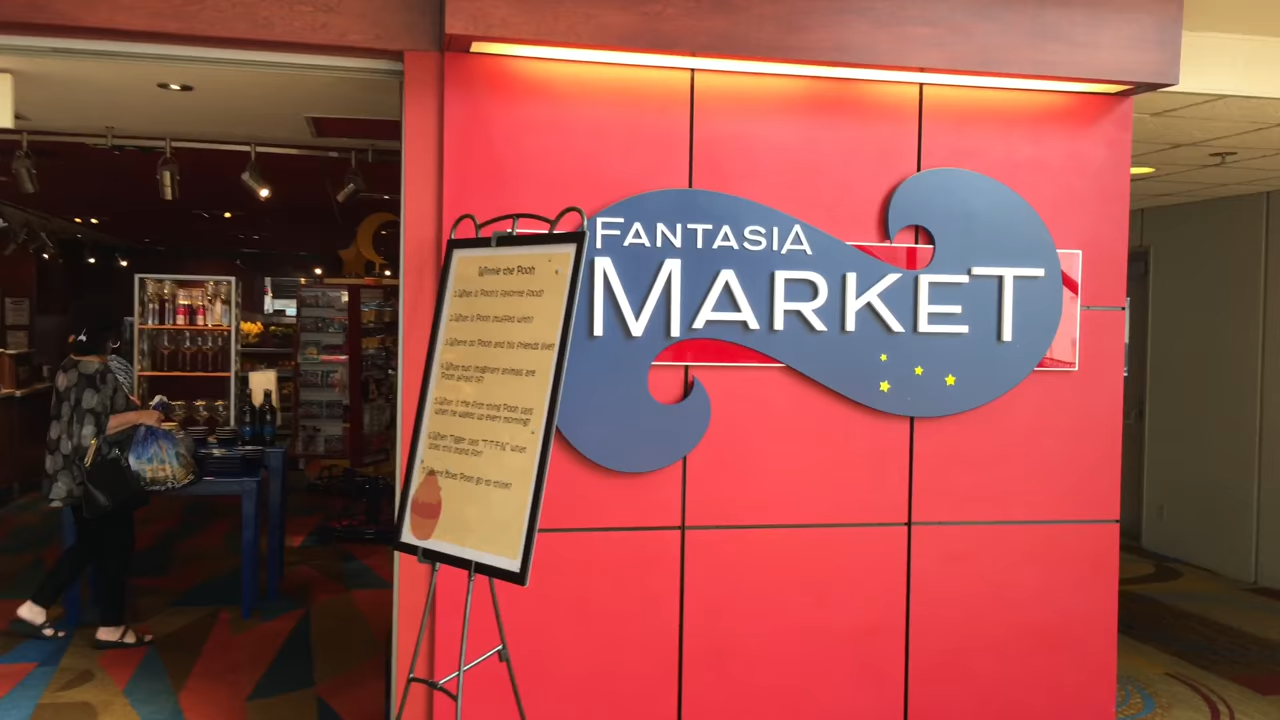 FANTASIA
MARKET
Winnie the Pooh
1. What is Pooh's favorite food?
2. What is Pooh stuffed with?
3. Where do Pooh and his friends live?
4. What two imaginary animals are
Pooh afraid of?
5. What is the first thing Pooh says
when he wakes up every morning?
6. When Tigger says "T-T-F-N" what
does this stand for?
7. Where does Pooh go to think?